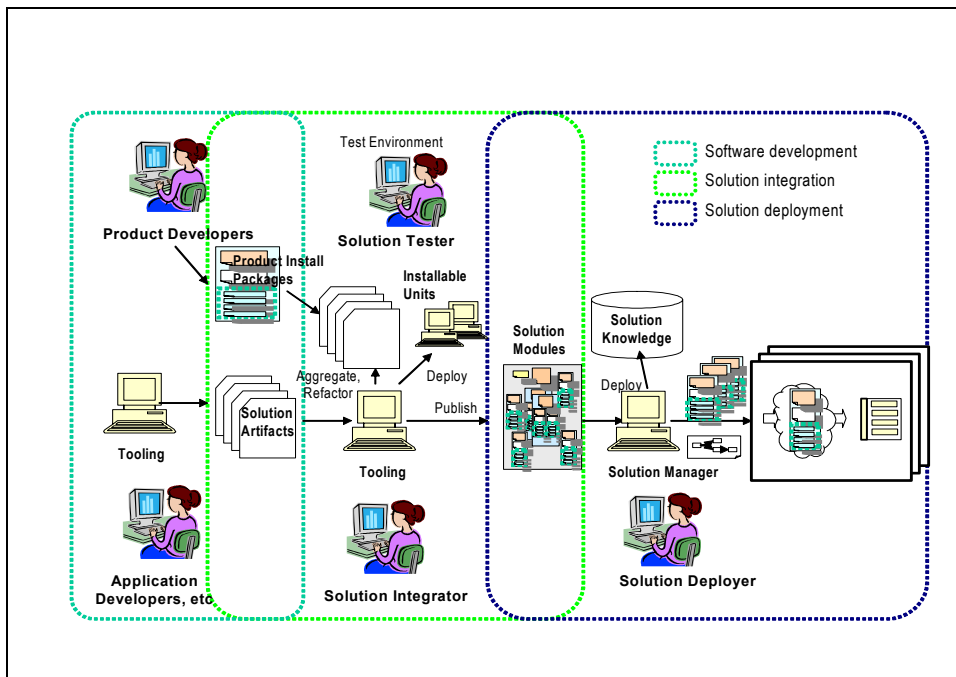 Test Environment
Software development
Solution integration
Solution deployment
Product Developers
Solution Tester
Product Install
Packages
Installable
Units
Solution
Modules
Solution
Knowledge
Aggregate,
Refactor
Deploy
Deploy
Publish
Solution
Artifacts
Tooling
Tooling
Solution Manager
Application
Developers, etc
Solution Integrator
Solution Deployer